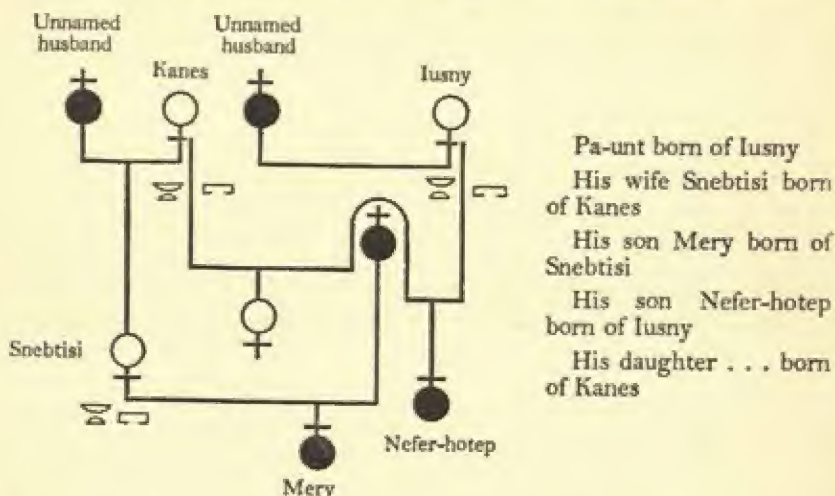 Unnamed
husband
Unnamed
husband
Kanes
Iusny
Snebtisi
Mery
Nefer-hotep
Pa-unt born of Iusny
His wife Snebtisi born
of Kanes
His son Mery born of
Snebtisi
His son Nefer-hotep
born of Iusny
His daughter . . . born
of Kanes